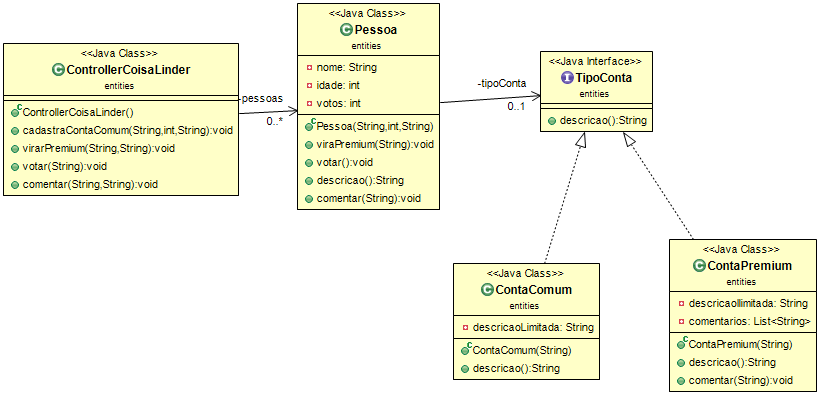 <<Java Class>>
ControllerCoisaLinder
entities
ControllerCoisaLinder()
cadastraContaComum(String,int,String):void
virarPremium(String,String):void
votar(String):void
comentar(String,String):void
-pessoas
0..*
<<Java Class>>
Pessoa
entities
nome: String
idade: int
votos: int
Pessoa(String,int,String)
viraPremium(String):void
votar():void
descricao():String
comentar(String):void
-tipoConta
0..1
<<Java Interface>>
TipoConta
entities
descricao():String
<<Java Class>>
ContaComum
entities
descricaoLimitada: String
ContaComum(String)
descricao():String
<<Java Class>>
ContaPremium
entities
descricaoIlimitada: String
comentarios: List<String>
ContaPremium(String)
descricao():String
comentar(String):void